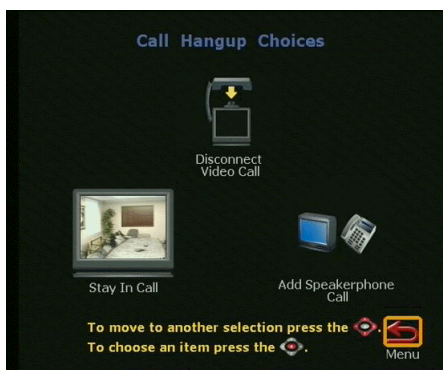 Call Hangup Choices
Disconnect
Video Call
Stay In Call
Add Speakerphone
Call
To move to another selection press the .
To choose an item press the .
Menu